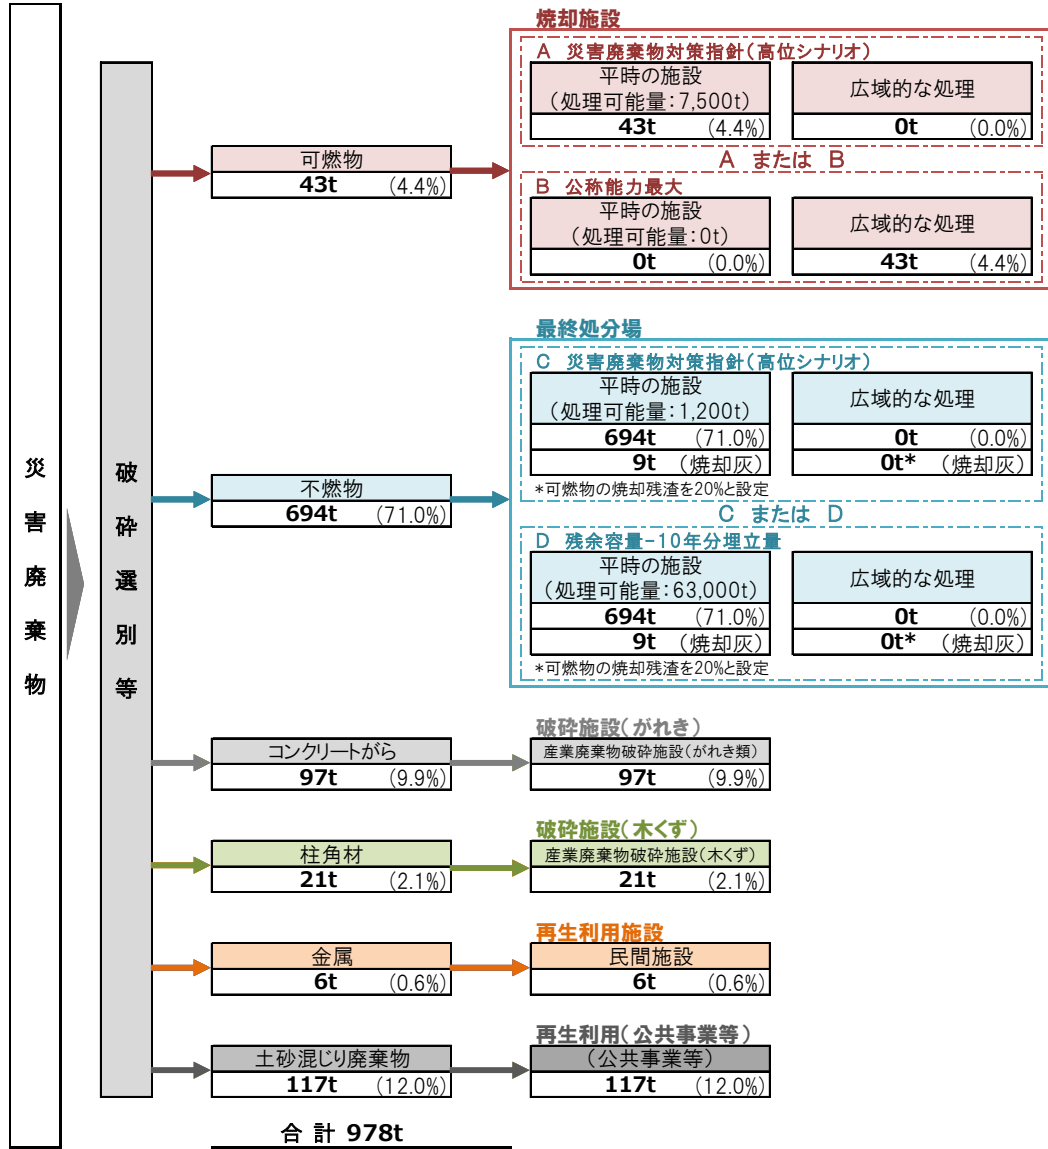 災害廃棄物
破砕選別等
焼却施設
A 災害廃棄物対策指針(高位シナリオ)
平時の施設
(処理可能量:7,500t)
43t (4.4%)
広域的な処理
0t (0.0%)
A または B
可燃物
43t (4.4%)
B 公称能力最大
平時の施設
(処理可能量:0t)
0t (0.0%)
広域的な処理
43t (4.4%)
最終処分場
C 災害廃棄物対策指針(高位シナリオ)
平時の施設
(処理可能量:1,200t)
694t (71.0%)
9t (焼却灰)
広域的な処理
0t (0.0%)
0t* (焼却灰)
*可燃物の焼却残渣を20%と設定
不燃物
694t (71.0%)
C または D
D 残余容量-10年分埋立量
平時の施設
(処理可能量:63,000t)
694t (71.0%)
9t (焼却灰)
広域的な処理
0t (0.0%)
0t* (焼却灰)
*可燃物の焼却残渣を20%と設定
コンクリートがら
97t (9.9%)
破砕施設(がれき)
産業廃棄物破砕施設(がれき類)
97t (9.9%)
柱角材
21t (2.1%)
破砕施設(木くず)
産業廃棄物破砕施設(木くず)
21t (2.1%)
金属
6t (0.6%)
再生利用施設
民間施設
6t (0.6%)
土砂混じり廃棄物
117t (12.0%)
再生利用(公共事業等)
(公共事業等)
117t (12.0%)
合計 978t